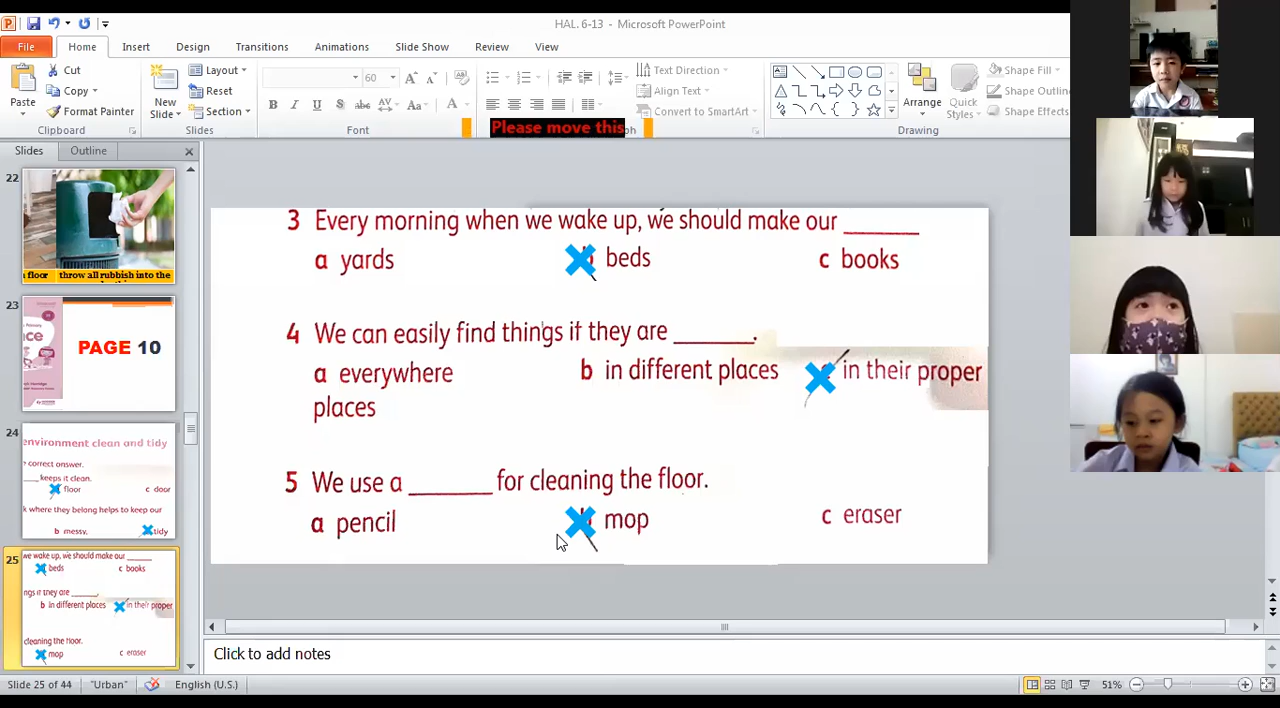 HAL. 6-13 - Microsoft PowerPoint
File Home Insert Design Transitions Animations Slide Show Review View
Paste
Cut
Copy
Format Painter
Clipboard
New
Slide
Layout
Reset
Section
Slides
60
Font
Please move this
Text Direction
Align Text
Convert to SmartArt
Arrange
Quick
Styles
Shape Fill
Shape Outline
Shape Effects
Drawing
Slides Outline
22
floor throw all rubbish into the
23
PAGE 10
24
environment clean and tidy
correct answer.
keeps it clean.
floor c door
where they belong helps to keep our
b messy, tidy
25
we wake up, we should make our ______
beds c books
ngs if they are ______.
b in different places in their proper
cleaning the floor.
mop c eraser
3 Every morning when we wake up, we should make our ______
a yards beds c books
4 We can easily find things if they are ______.
a everywhere b in different places in their proper
places
5 We use a ______ for cleaning the floor.
a pencil mop c eraser
Click to add notes
Slide 25 of 44 "Urban" English (U.S.) 51%